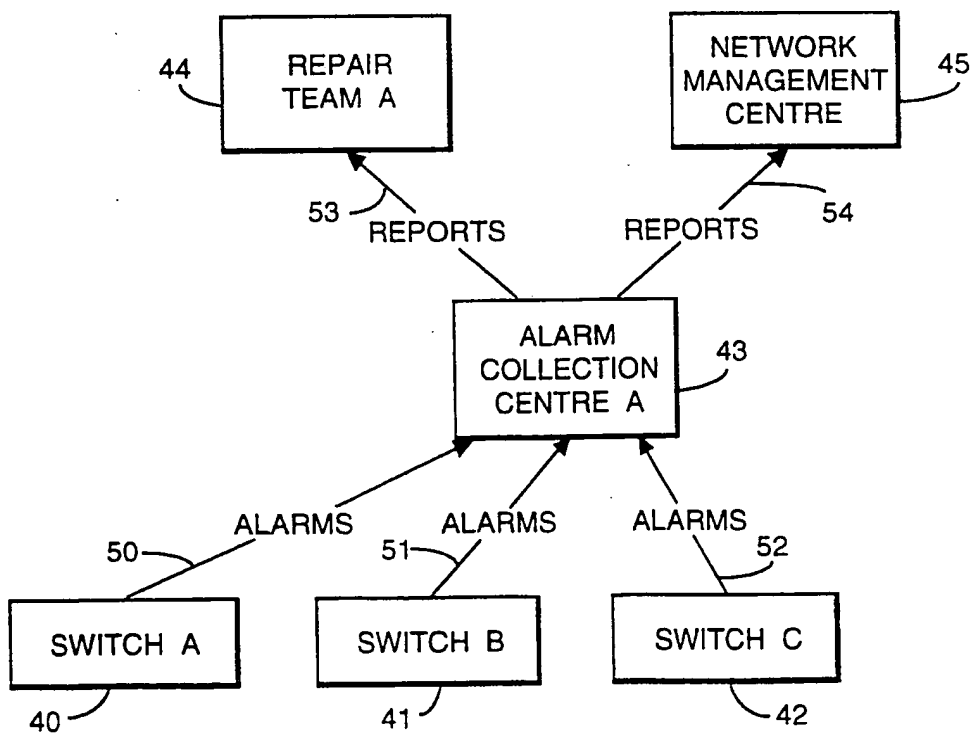 44
REPAIR
TEAM A
NETWORK
MANAGEMENT
CENTRE
45
53
REPORTS
REPORTS
54
ALARM
COLLECTION
CENTRE A
43
50
ALARMS
51
ALARMS
ALARMS
52
SWITCH A
SWITCH B
SWITCH C
40
41
42